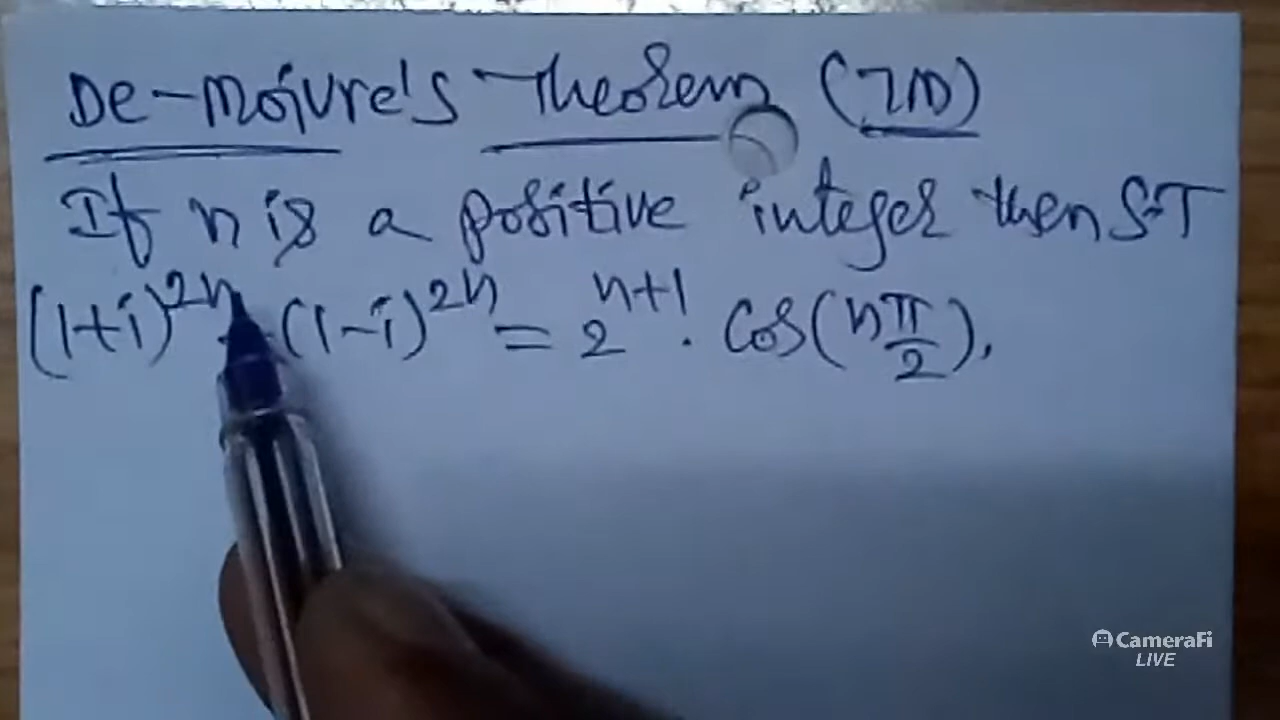 De-Moivre's Theorem (7M)
If n is a positive integer then S.T
(1+i)^2n + (1-i)^2n = 2^n+1 . Cos(nπ/2).
CameraFi
LIVE